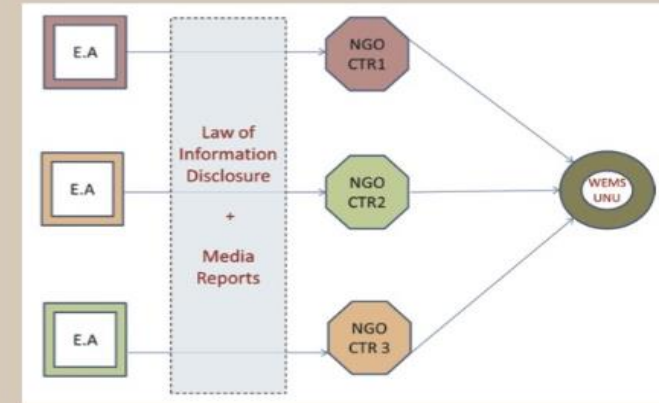 E.A
NGO
CTR1
Law of
Information
Disclosure
+
Media
Reports
E.A
NGO
CTR2
WEMS
UNU
E.A
NGO
CTR 3